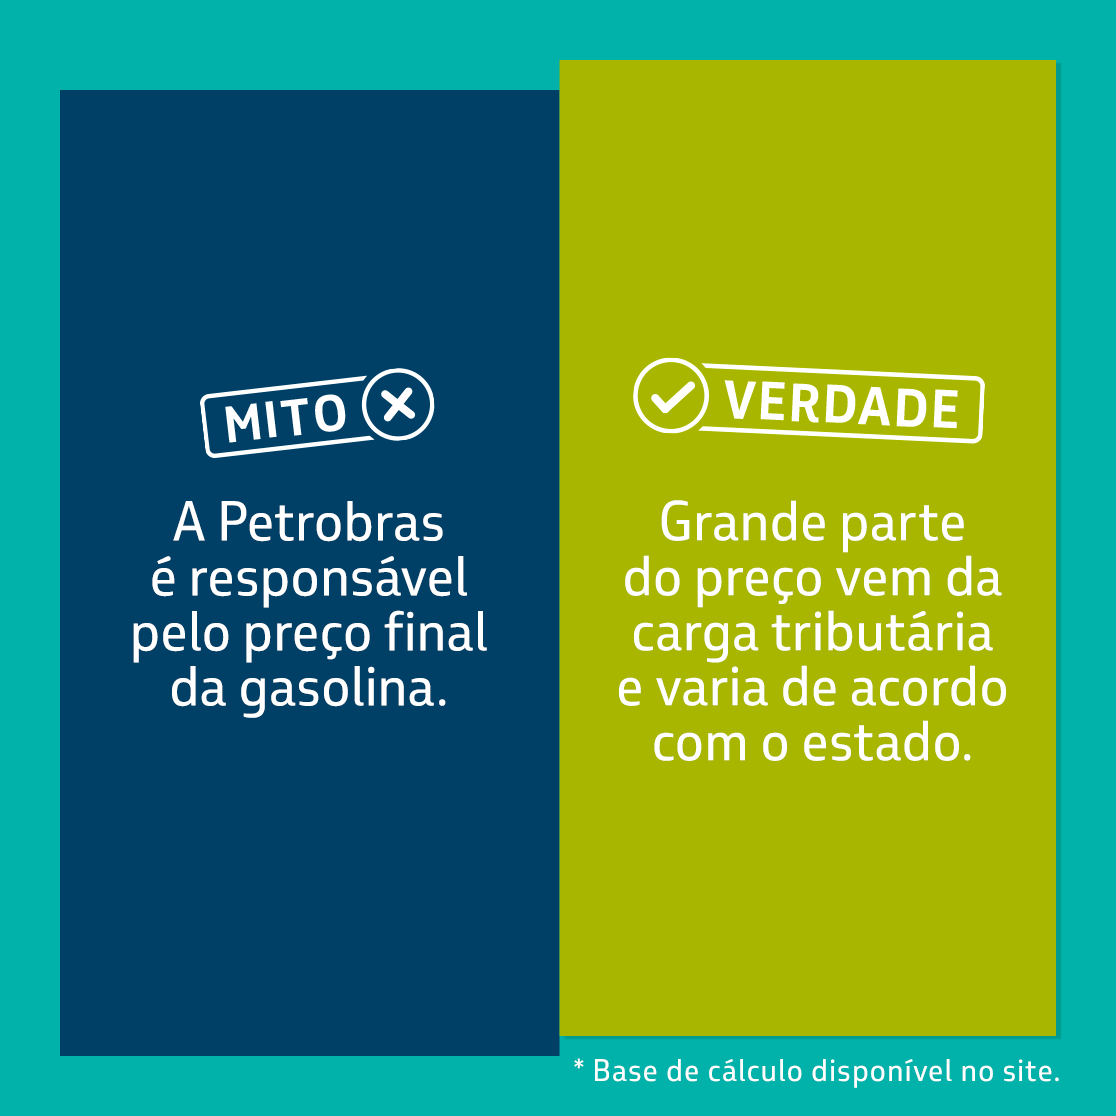 MITO
A Petrobras
é responsável
pelo preço final
da gasolina.
VERDADE
Grande parte
do preço vem da
carga tributária
e varia de acordo
com o estado.
* Base de cálculo disponível no site.